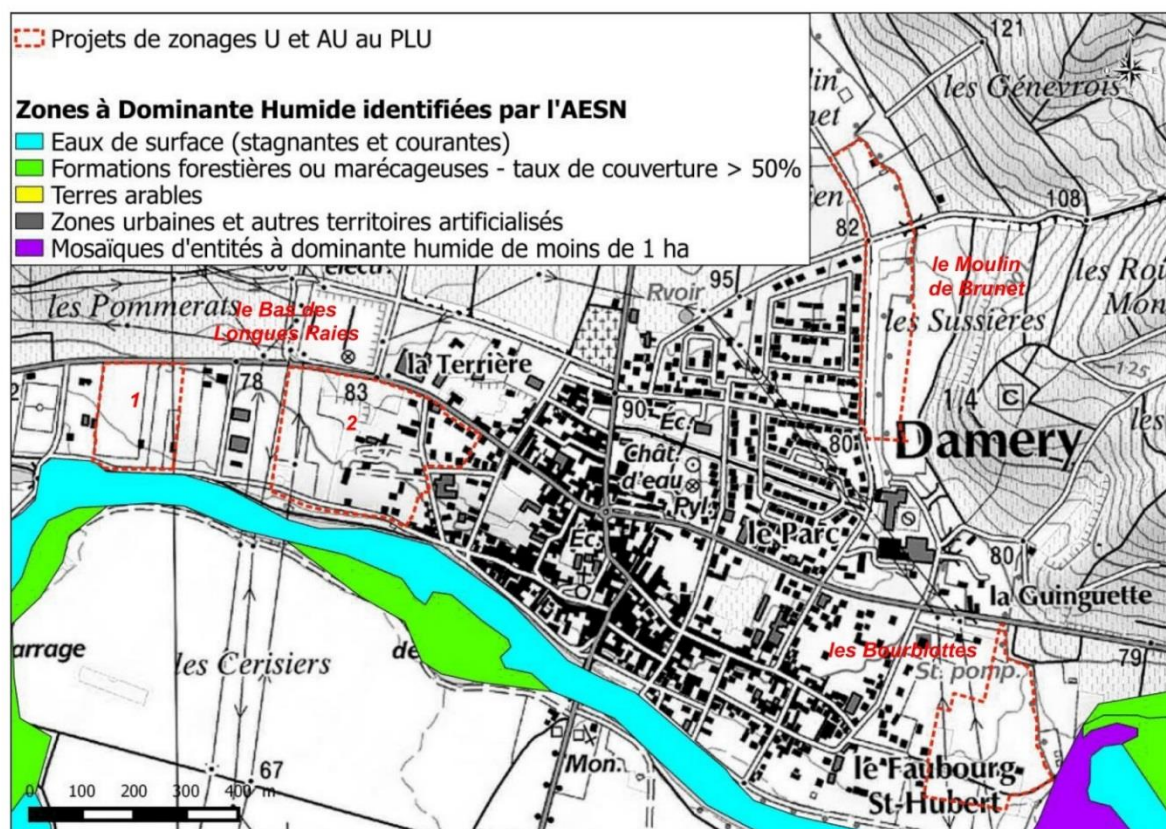 Projets de zonages U et AU au PLU
Zones à Dominante Humide identifiées par l'AESN
Eaux de surface (stagnantes et courantes)
Formations forestières ou marécageuses - taux de couverture > 50%
Terres arables
Zones urbaines et autres territoires artificialisés
Mosaïques d'entités à dominante humide de moins de 1 ha
121
les Génevrois
108
82
95
Rvoir
le Moulin
de Brunet
les Sussières
les Pommerats
le Bas des
Longues Raies
la Terrière
125
78
83
1
2
90
Éc.
Chât.
d'eau
Pyl.
80
Damery
C
le Parc
Éc.
80
la Guinguette
79
les Bourblottes
St. pomp.
les Cerisiers
67
Mon.
le Faubourg
St-Hubert
0 100 200 300 400 m